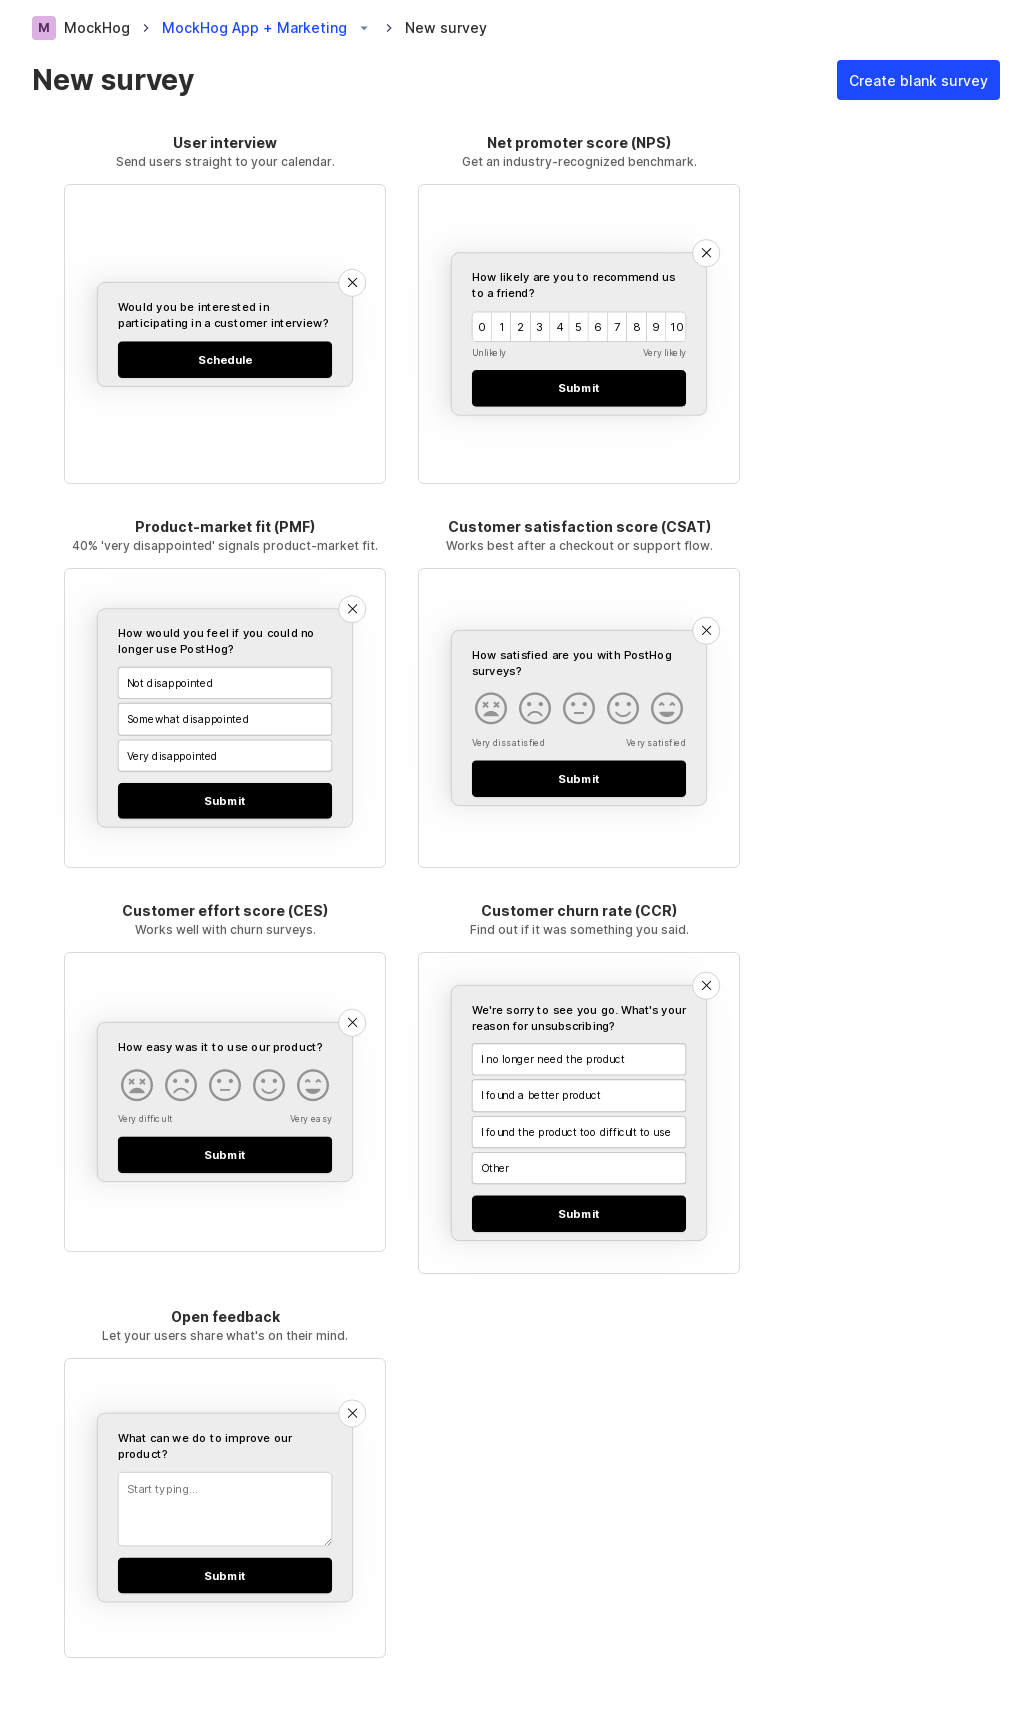 M MockHog > MockHog App + Marketing > New survey
New survey
Create blank survey
User interview
Send users straight to your calendar.
Would you be interested in
participating in a customer interview?
Schedule
Net promoter score (NPS)
Get an industry-recognized benchmark.
How likely are you to recommend us
to a friend?
0 1 2 3 4 5 6 7 8 9 10
Unlikely Very likely
Submit
Product-market fit (PMF)
40% 'very disappointed' signals product-market fit.
How would you feel if you could no
longer use PostHog?
Not disappointed
Somewhat disappointed
Very disappointed
Submit
Customer satisfaction score (CSAT)
Works best after a checkout or support flow.
How satisfied are you with PostHog
surveys?
Very dissatisfied Very satisfied
Submit
Customer effort score (CES)
Works well with churn surveys.
How easy was it to use our product?
Very difficult Very easy
Submit
Customer churn rate (CCR)
Find out if it was something you said.
We're sorry to see you go. What's your
reason for unsubscribing?
I no longer need the product
I found a better product
I found the product too difficult to use
Other
Submit
Open feedback
Let your users share what's on their mind.
What can we do to improve our
product?
Start typing...
Submit